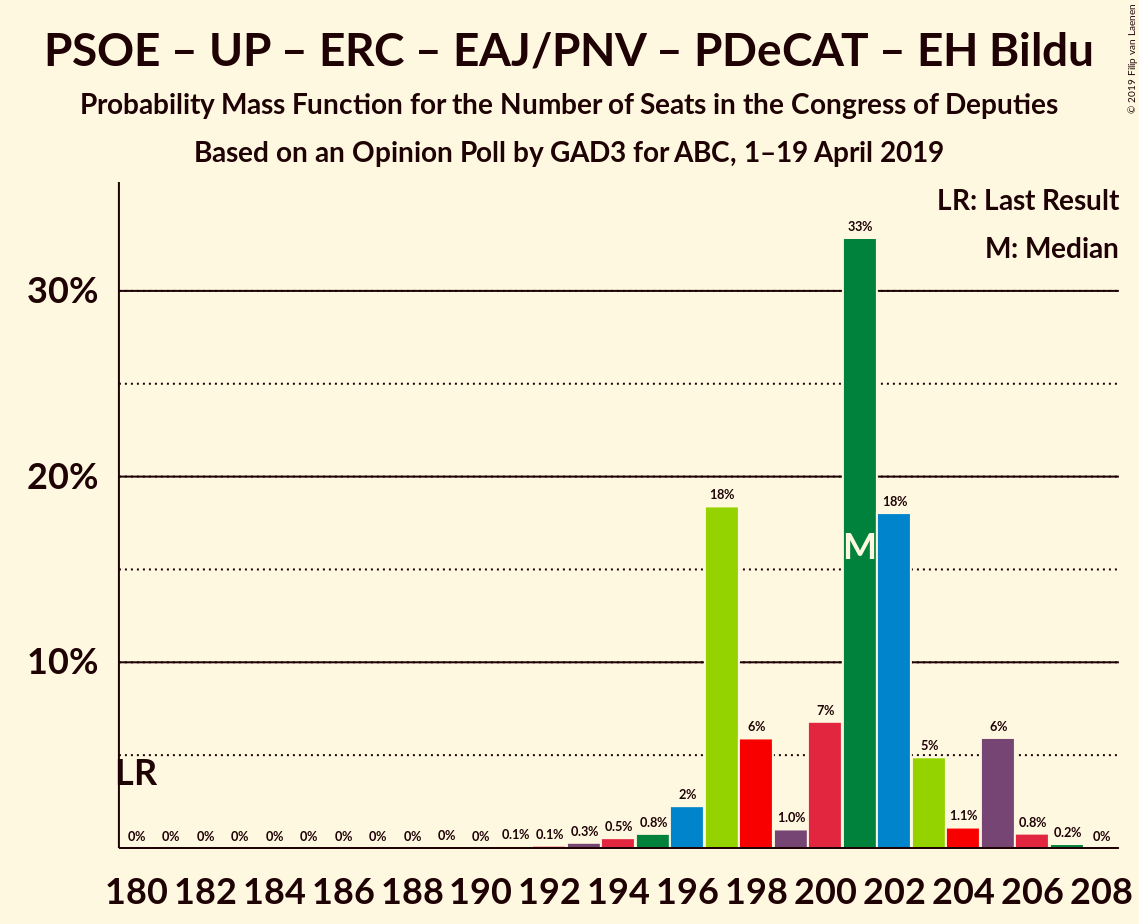 PSOE – UP – ERC – EAJ/PNV – PDeCAT – EH Bildu
Probability Mass Function for the Number of Seats in the Congress of Deputies
Based on an Opinion Poll by GAD3 for ABC, 1–19 April 2019
© 2019 Filip van Laenen
LR: Last Result
M: Median
33%
30%
18% 18%
20%
M
10%
6% 7% 5% 6%
LR
0% 0% 0% 0% 0% 0% 0% 0% 0% 0% 0% 0.1% 0.1% 0.3% 0.5% 0.8% 2% 1.0% 1.1% 0.8% 0.2% 0%
180 182 184 186 188 190 192 194 196 198 200 202 204 206 208